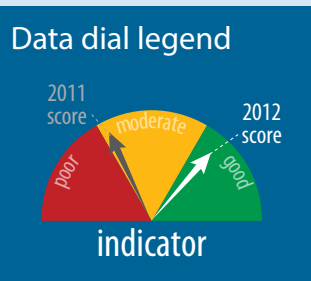 Data dial legend
2011
score
moderate
2012
score
poor
good
indicator